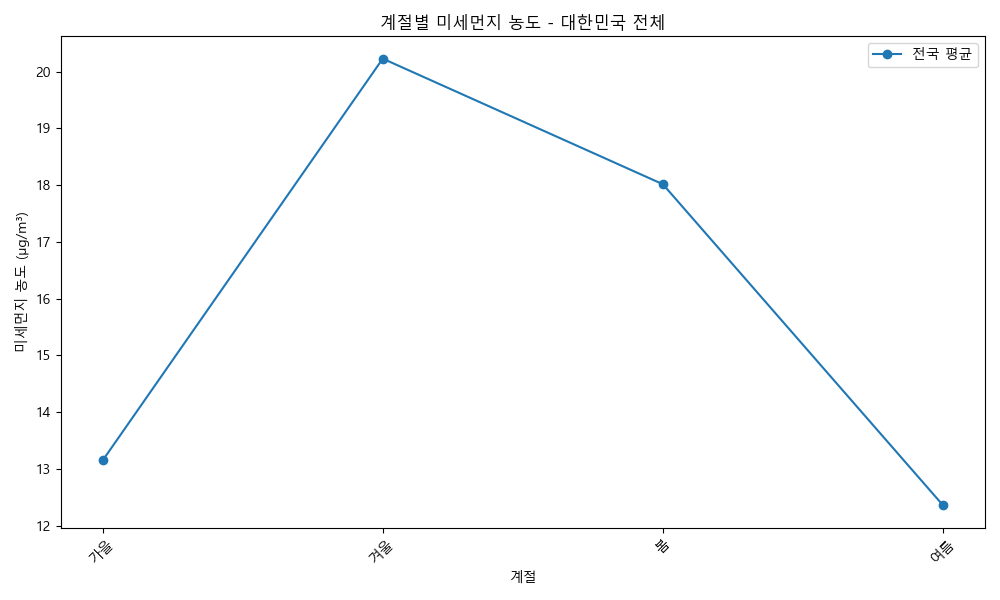 계절별 미세먼지 농도 - 대한민국 전체
전국 평균
미세먼지 농도 (μg/m³)
20
19
18
17
16
15
14
13
12
가을
겨울
봄
여름
계절